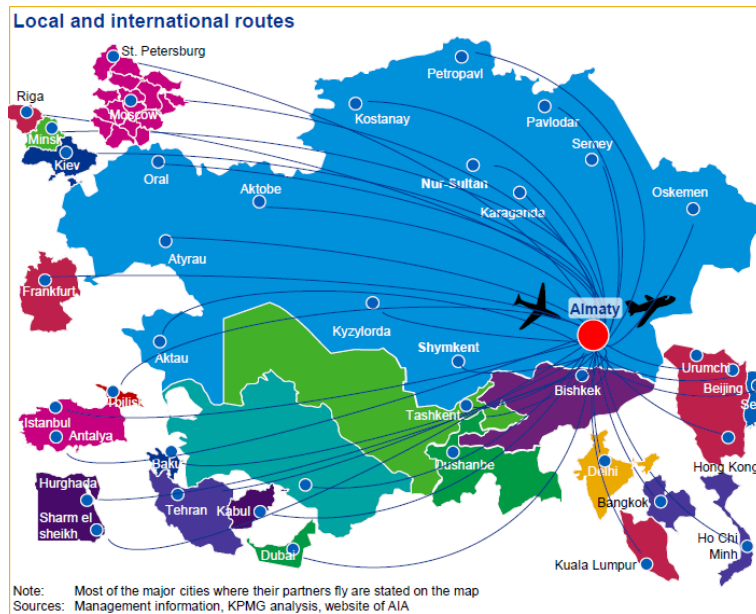 Local and international routes
St. Petersburg
Petropavl
Riga
Moscow
Kostanay
Pavlodar
Minsk
Semey
Kiev
Oral
Nur-Sultan
Aktobe
Karaganda
Oskemen
Atyrau
Frankfurt
Almaty
Kyzylorda
Aktau
Shymkent
Urumchi
Bishkek
Beijing
Se
Tbilisi
Istanbul
Tashkent
Antalya
Baku
Dushanbe
Delhi
Hong Kong
Hurghada
Tehran
Kabul
Bangkok
Sharm el
sheikh
Dubai
Ho Chi
Minh
Kuala Lumpur
Note: Most of the major cities where their partners fly are stated on the map
Sources: Management information, KPMG analysis, website of AIA